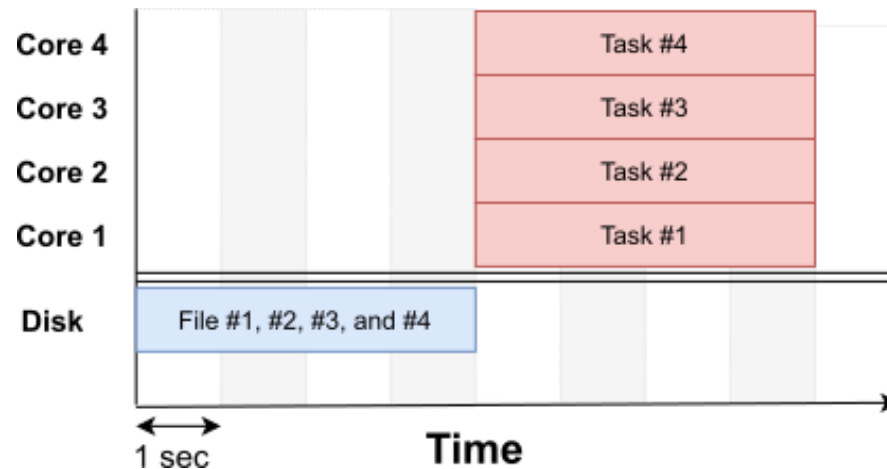 Core 4
Task #4
Core 3
Task #3
Core 2
Task #2
Core 1
Task #1
Disk
File #1, #2, #3, and #4
1 sec
Time